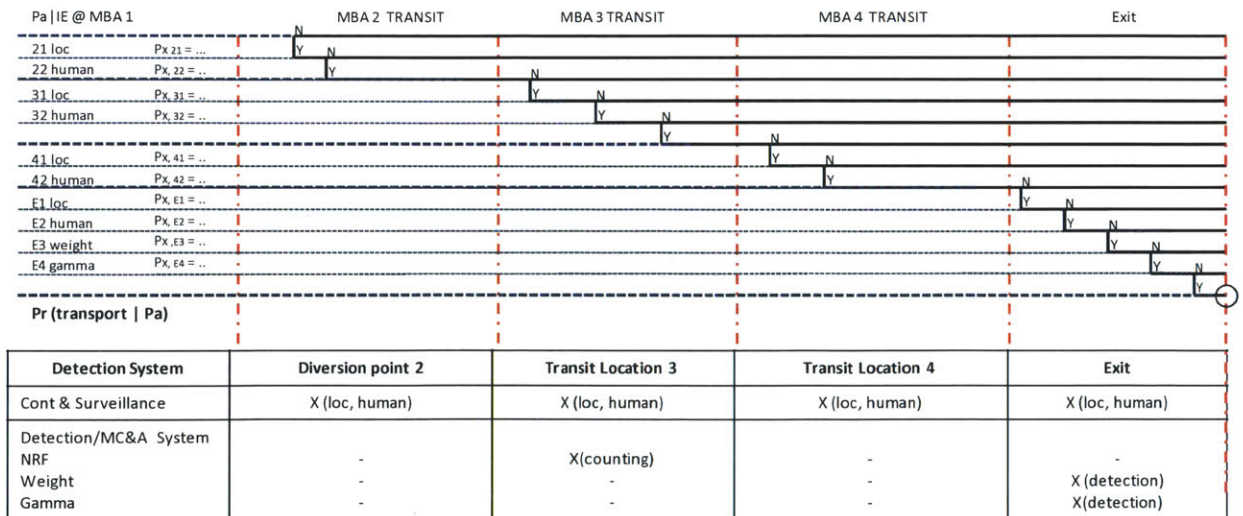 Pa|IE @ MBA 1 MBA 2 TRANSIT MBA 3 TRANSIT MBA 4 TRANSIT Exit
N
21 loc Px 21 = ... Y N
22 human Px, 22 = .. Y N
31 loc Px, 31 = .. Y N
32 human Px, 32 = .. N
Y N
41 loc Px, 41 = .. Y N
42 human Px, 42 = .. Y N
E1 loc Px, E1 = .. Y N
E2 human Px, E2 = .. Y N
E3 weight Px ,E3 = .. Y N
E4 gamma Px, E4 = .. Y N
Y
Pr (transport | Pa)
Detection System Diversion point 2 Transit Location 3 Transit Location 4 Exit
Cont & Surveillance X (loc, human) X (loc, human) X (loc, human) X (loc, human)
Detection/MC&A System
NRF - X(counting) - -
Weight - - - X (detection)
Gamma - - - X(detection)